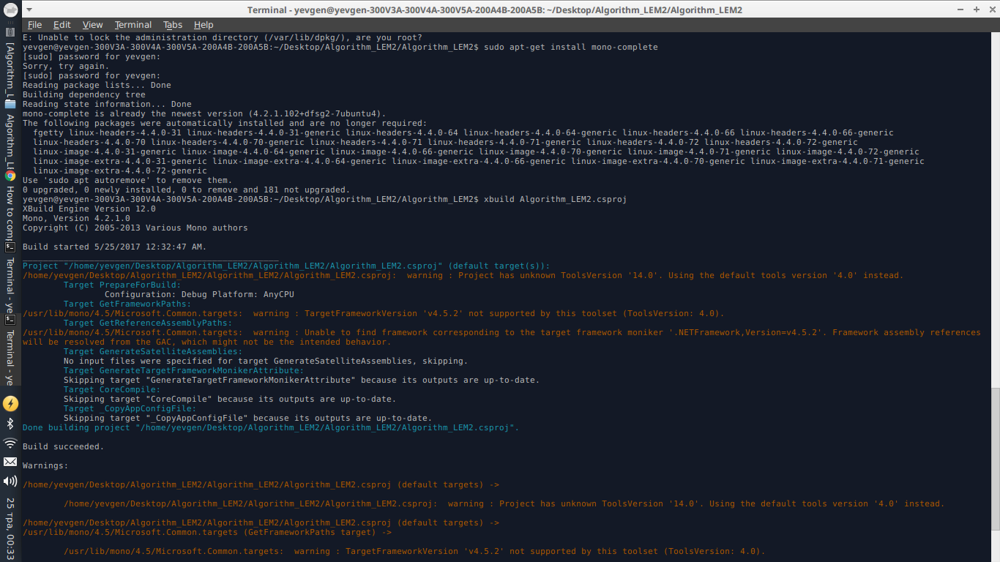 Terminal - yevgen@yevgen-300V3A-300V4A-300V5A-200A4B-200A5B: ~/Desktop/Algorithm_LEM2/Algorithm_LEM2
File Edit View Terminal Tabs Help
E: Unable to lock the administration directory (/var/lib/dpkg/), are you root?
yevgen@yevgen-300V3A-300V4A-300V5A-200A4B-200A5B:~/Desktop/Algorithm_LEM2/Algorithm_LEM2$ sudo apt-get install mono-complete
[sudo] password for yevgen:
Sorry, try again.
[sudo] password for yevgen:
Reading package lists... Done
Building dependency tree
Reading state information... Done
mono-complete is already the newest version (4.2.1.102+dfsg2-7ubuntu4).
The following packages were automatically installed and are no longer required:
fgetty linux-headers-4.4.0-31 linux-headers-4.4.0-31-generic linux-headers-4.4.0-64 linux-headers-4.4.0-64-generic linux-headers-4.4.0-66 linux-headers-4.4.0-66-generic
linux-headers-4.4.0-70 linux-headers-4.4.0-70-generic linux-headers-4.4.0-71 linux-headers-4.4.0-71-generic linux-headers-4.4.0-72 linux-headers-4.4.0-72-generic
linux-image-4.4.0-31-generic linux-image-4.4.0-64-generic linux-image-4.4.0-66-generic linux-image-4.4.0-70-generic linux-image-4.4.0-71-generic linux-image-4.4.0-72-generic
linux-image-extra-4.4.0-31-generic linux-image-extra-4.4.0-64-generic linux-image-extra-4.4.0-66-generic linux-image-extra-4.4.0-70-generic linux-image-extra-4.4.0-71-generic
linux-image-extra-4.4.0-72-generic
Use 'sudo apt autoremove' to remove them.
0 upgraded, 0 newly installed, 0 to remove and 181 not upgraded.
yevgen@yevgen-300V3A-300V4A-300V5A-200A4B-200A5B:~/Desktop/Algorithm_LEM2/Algorithm_LEM2$ xbuild Algorithm_LEM2.csproj
XBuild Engine Version 12.0
Mono, Version 4.2.1.0
Copyright (C) 2005-2013 Various Mono authors
Build started 5/25/2017 12:32:47 AM.
__________________________________________________
Project "/home/yevgen/Desktop/Algorithm_LEM2/Algorithm_LEM2/Algorithm_LEM2.csproj" (default target(s)):
/home/yevgen/Desktop/Algorithm_LEM2/Algorithm_LEM2/Algorithm_LEM2.csproj:  warning : Project has unknown ToolsVersion '14.0'. Using the default tools version '4.0' instead.
Target PrepareForBuild:
Configuration: Debug Platform: AnyCPU
Target GetFrameworkPaths:
/usr/lib/mono/4.5/Microsoft.Common.targets:  warning : TargetFrameworkVersion 'v4.5.2' not supported by this toolset (ToolsVersion: 4.0).
Target GetReferenceAssemblyPaths:
/usr/lib/mono/4.5/Microsoft.Common.targets:  warning : Unable to find framework corresponding to the target framework moniker '.NETFramework,Version=v4.5.2'. Framework assembly references
will be resolved from the GAC, which might not be the intended behavior.
Target GenerateSatelliteAssemblies:
No input files were specified for target GenerateSatelliteAssemblies, skipping.
Target GenerateTargetFrameworkMonikerAttribute:
Skipping target "GenerateTargetFrameworkMonikerAttribute" because its outputs are up-to-date.
Target CoreCompile:
Skipping target "CoreCompile" because its outputs are up-to-date.
Target _CopyAppConfigFile:
Skipping target "_CopyAppConfigFile" because its outputs are up-to-date.
Done building project "/home/yevgen/Desktop/Algorithm_LEM2/Algorithm_LEM2/Algorithm_LEM2.csproj".
Build succeeded.
Warnings:
/home/yevgen/Desktop/Algorithm_LEM2/Algorithm_LEM2/Algorithm_LEM2.csproj (default targets) ->
/home/yevgen/Desktop/Algorithm_LEM2/Algorithm_LEM2/Algorithm_LEM2.csproj:  warning : Project has unknown ToolsVersion '14.0'. Using the default tools version '4.0' instead.
/home/yevgen/Desktop/Algorithm_LEM2/Algorithm_LEM2/Algorithm_LEM2.csproj (default targets) ->
/usr/lib/mono/4.5/Microsoft.Common.targets (GetFrameworkPaths target) ->
/usr/lib/mono/4.5/Microsoft.Common.targets:  warning : TargetFrameworkVersion 'v4.5.2' not supported by this toolset (ToolsVersion: 4.0).
[Algorithm_L
Algorithm_L
How to com
Terminal - ye
Terminal - ye
25 Тра, 00:33